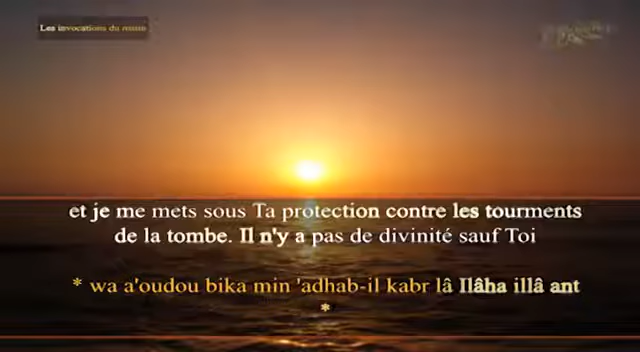 Les invocations du matin
et je me mets sous Ta protection contre les tourments
de la tombe. Il n'y a pas de divinité sauf Toi
* wa a'oudou bika min 'adhab-il kabr lâ Ilâha illâ ant
*